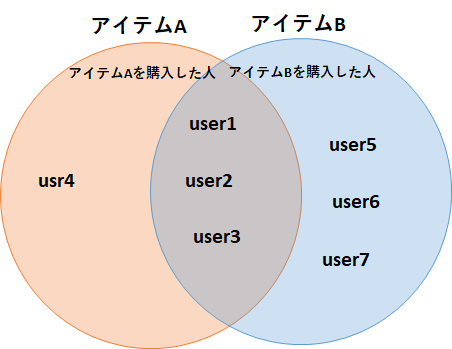 アイテムA
アイテムB
アイテムAを購入した人
アイテムBを購入した人
user1
user5
usr4
user2
user6
user3
user7